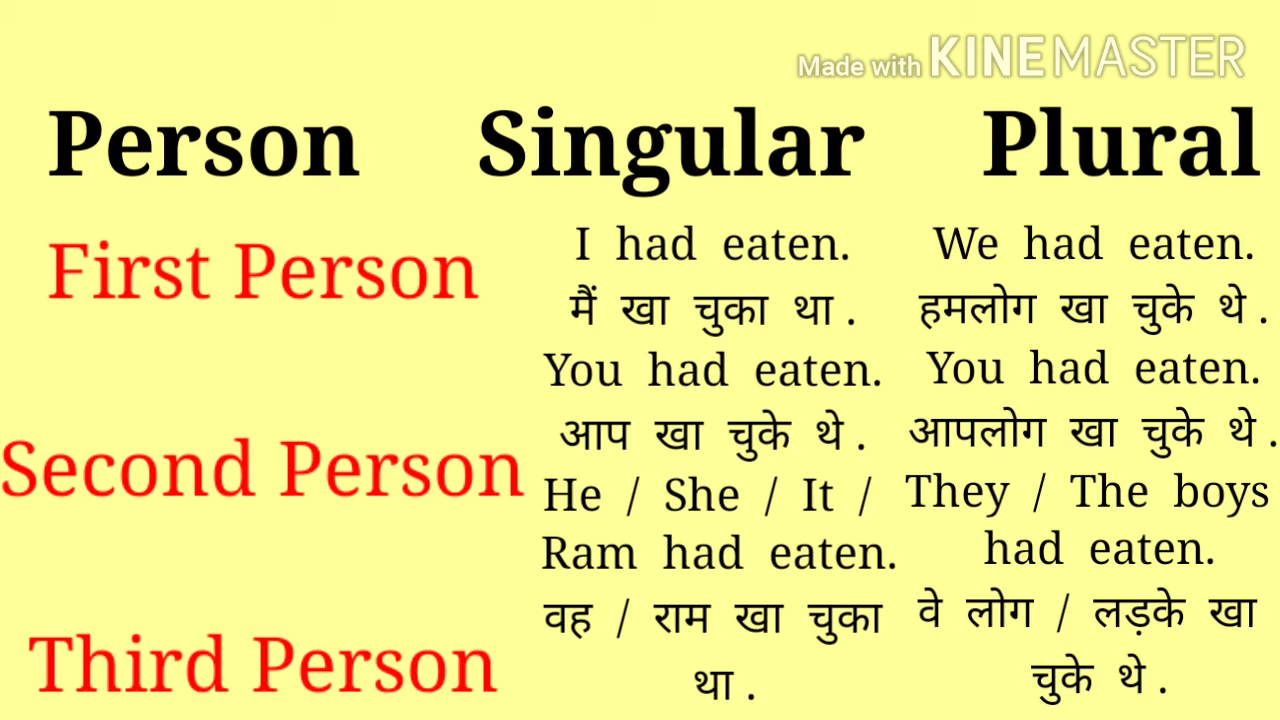 Made with KINEMASTER
Person Singular Plural
First Person
I had eaten. We had eaten.
मैं खा चुका था . हमलोग खा चुके थे .
You had eaten. You had eaten.
आप खा चुके थे . आपलोग खा चुके थे .
Second Person
He / She / It / They / The boys
Ram had eaten. had eaten.
वह / राम खा चुका वे लोग / लड़के खा
Third Person
था . चुके थे .